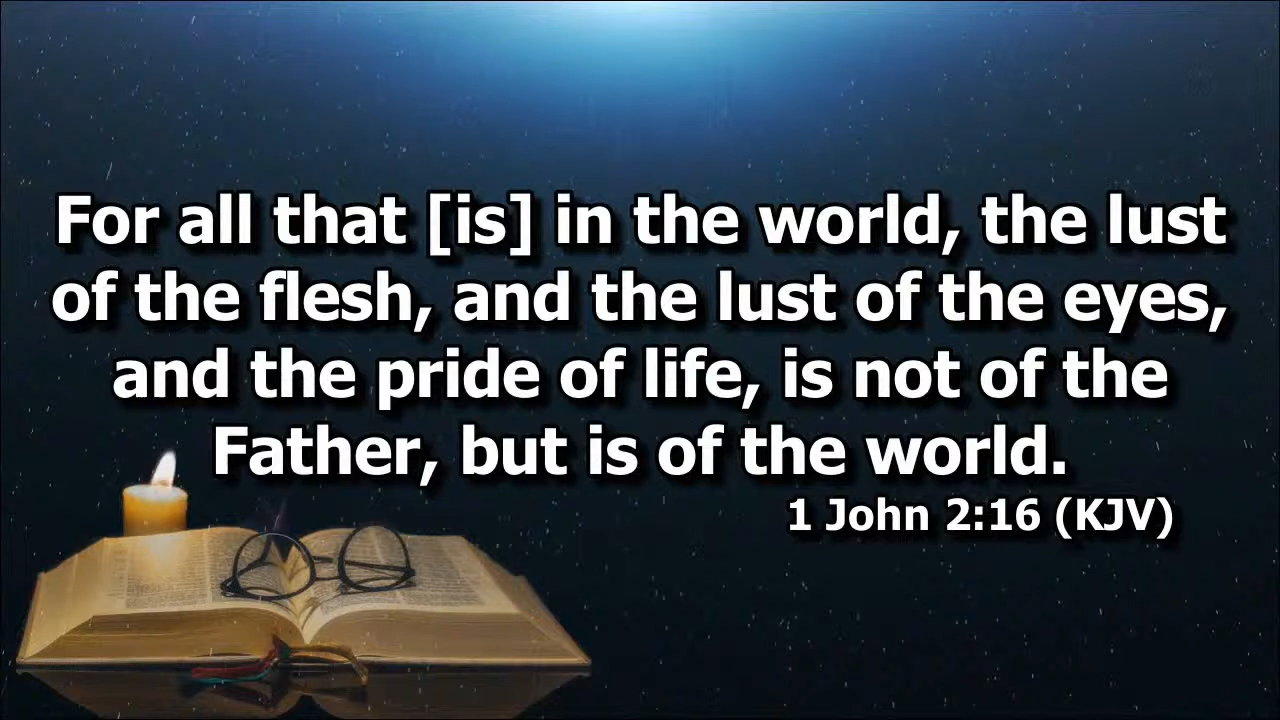 For all that [is] in the world, the lust
of the flesh, and the lust of the eyes,
and the pride of life, is not of the
Father, but is of the world.
1 John 2:16 (KJV)